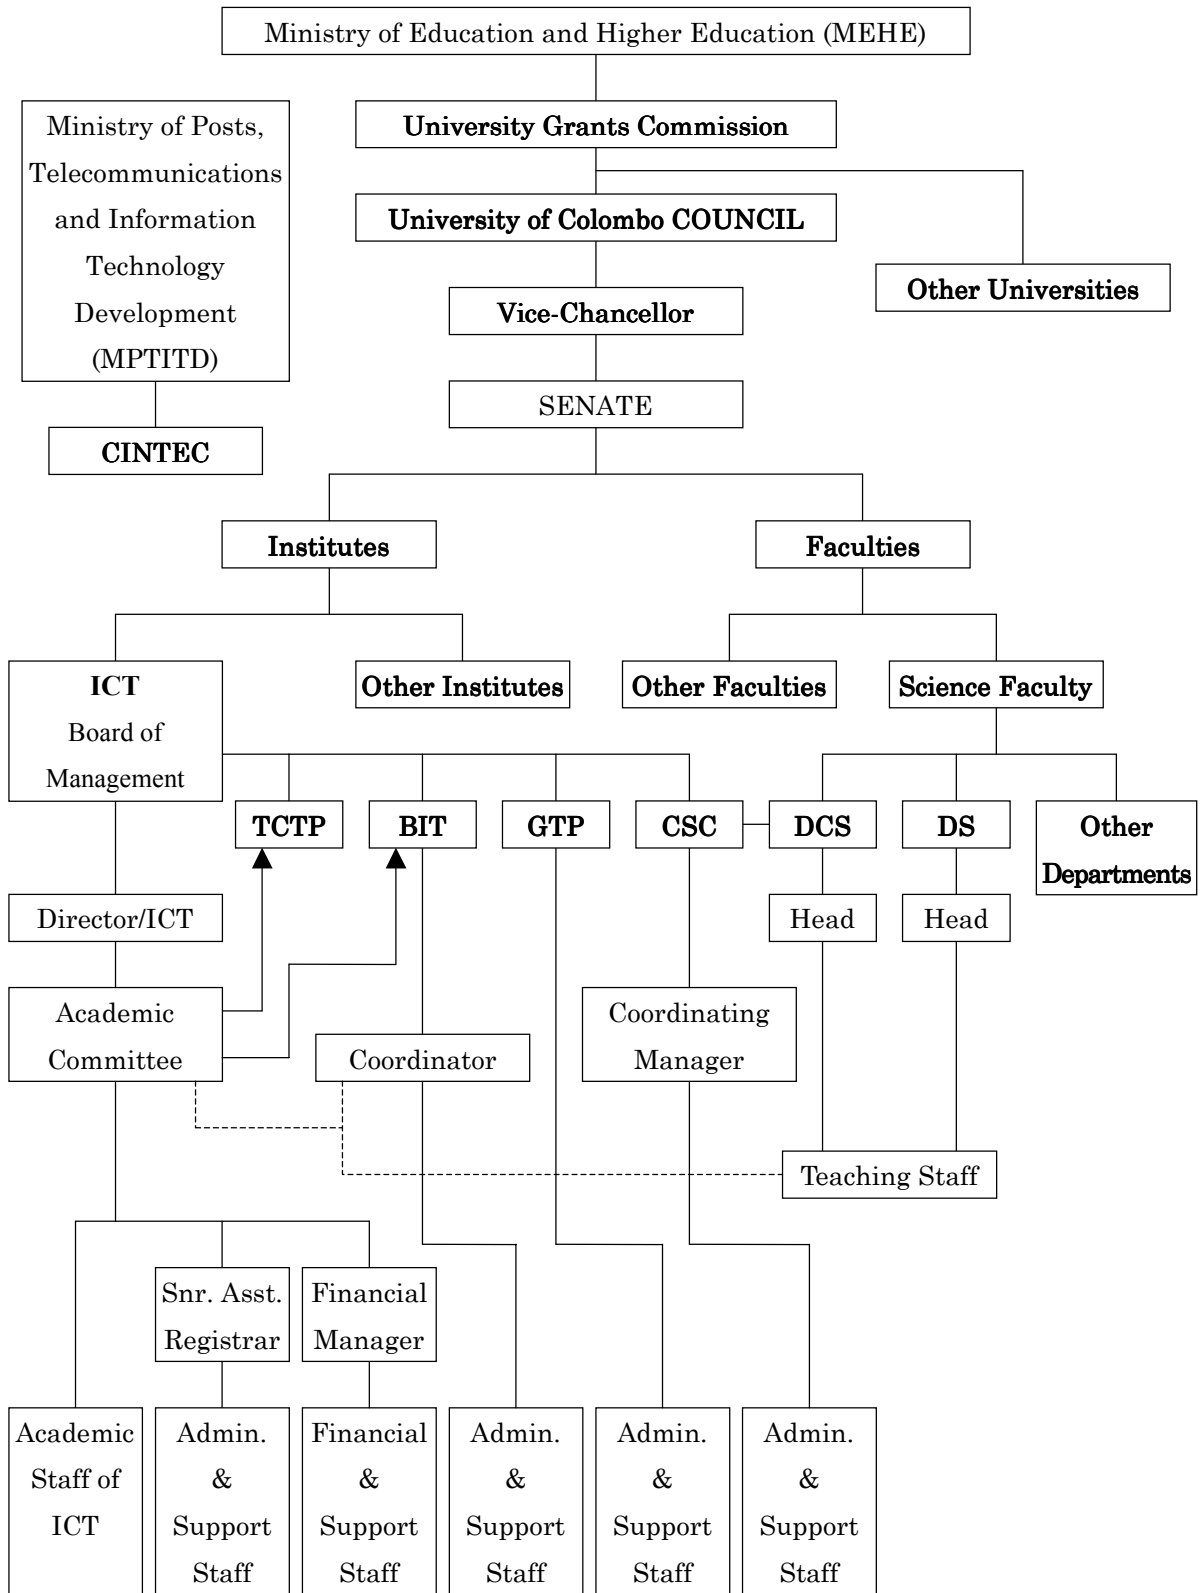 Ministry of Education and Higher Education (MEHE)
Ministry of Posts,
Telecommunications
and Information
Technology
Development
(MPTITD)
University Grants Commission
University of Colombo COUNCIL
Other Universities
Vice-Chancellor
SENATE
CINTEC
Institutes
Faculties
ICT
Board of
Management
Other Institutes
Other Faculties
Science Faculty
TCTP
BIT
GTP
CSC
DCS
DS
Other
Departments
Director/ICT
Head
Head
Academic
Committee
Coordinator
Coordinating
Manager
Teaching Staff
Snr. Asst.
Registrar
Financial
Manager
Academic
Staff of
ICT
Admin.
&
Support
Staff
Financial
&
Support
Staff
Admin.
&
Support
Staff
Admin.
&
Support
Staff
Admin.
&
Support
Staff